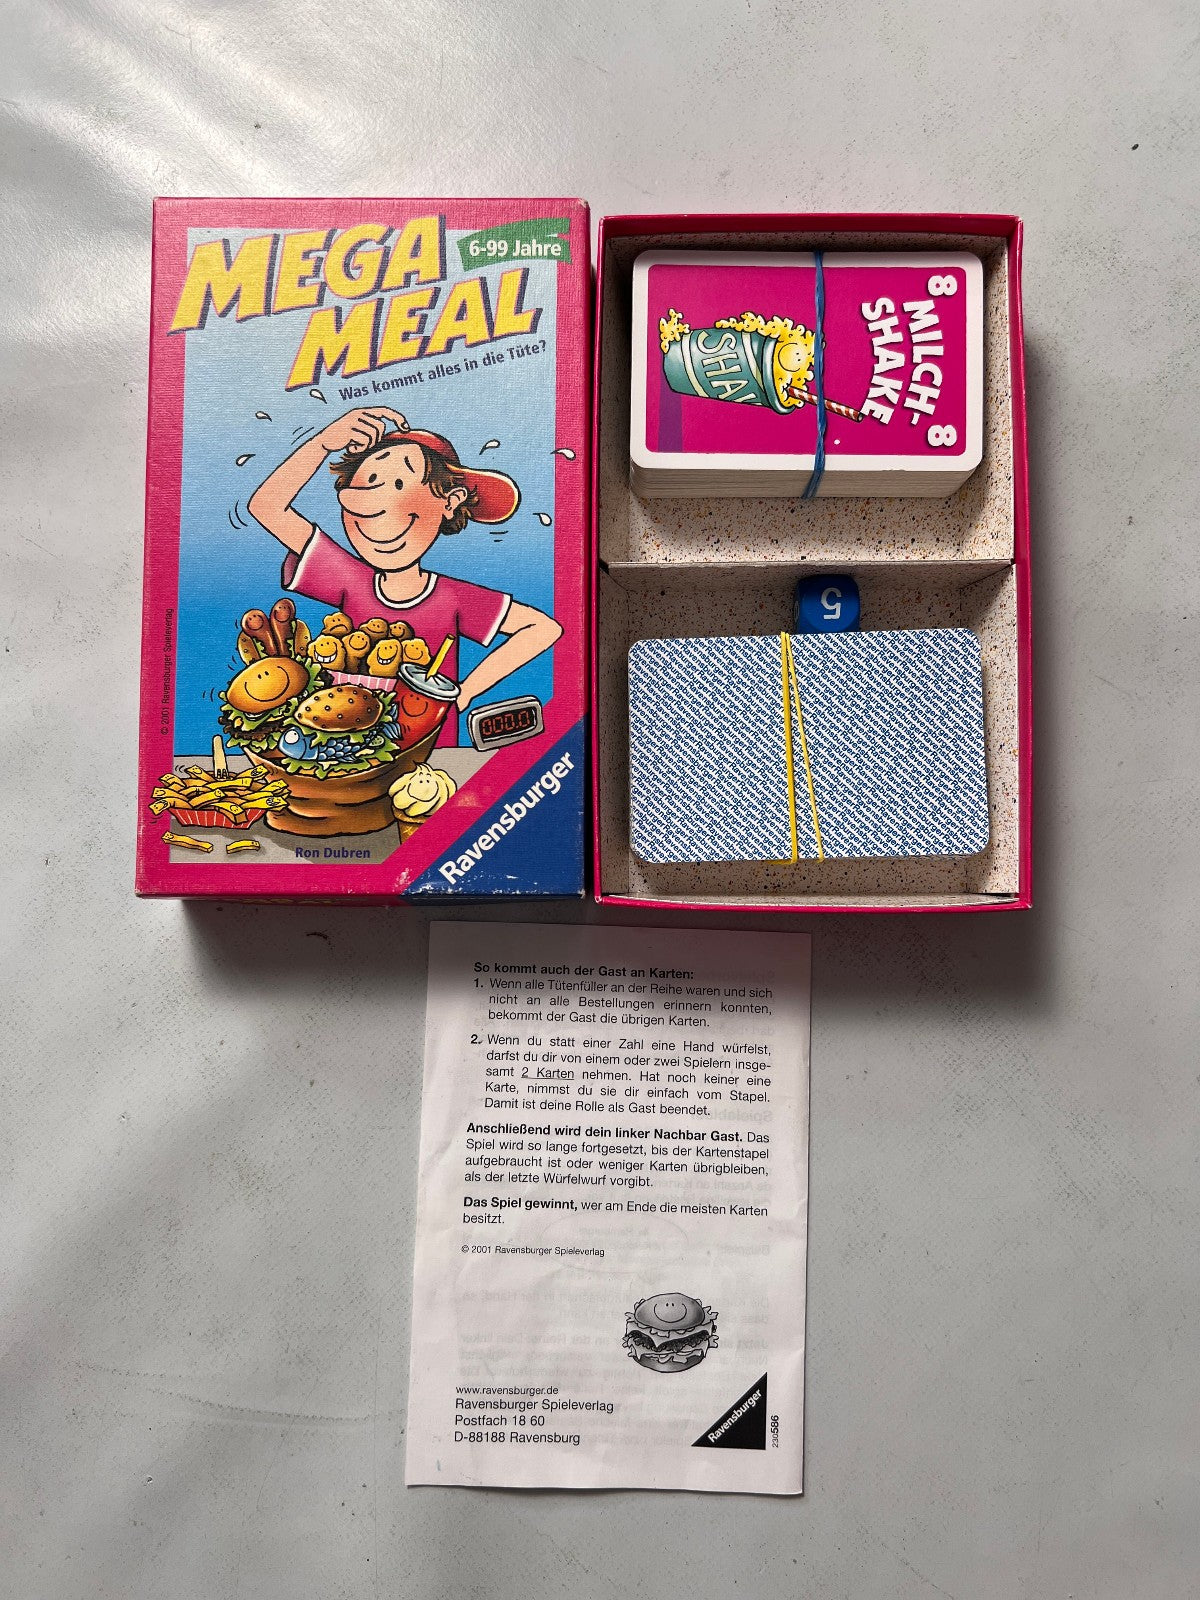 MEGA
MEAL
6-99 Jahre
Was kommt alles in die Tüte?
© 2001 Ravensburger Spieleverlag
Ron Dubren
Ravensburger
8
MILCH-
SHAKE
8
SHA
5
So kommt auch der Gast an Karten:
1. Wenn alle Tütenfüller an der Reihe waren und sich
nicht an alle Bestellungen erinnern konnten,
bekommt der Gast die übrigen Karten.
2. Wenn du statt einer Zahl eine Hand würfelst,
darfst du dir von einem oder zwei Spielern insge-
samt 2 Karten nehmen. Hat noch keiner eine
Karte, nimmst du sie dir einfach vom Stapel.
Damit ist deine Rolle als Gast beendet.
Anschließend wird dein linker Nachbar Gast. Das
Spiel wird so lange fortgesetzt, bis der Kartenstapel
aufgebraucht ist oder weniger Karten übrigbleiben,
als der letzte Würfelwurf vorgibt.
Das Spiel gewinnt, wer am Ende die meisten Karten
besitzt.
© 2001 Ravensburger Spieleverlag
www.ravensburger.de
Ravensburger Spieleverlag
Postfach 18 60
D-88188 Ravensburg
Ravensburger
230586